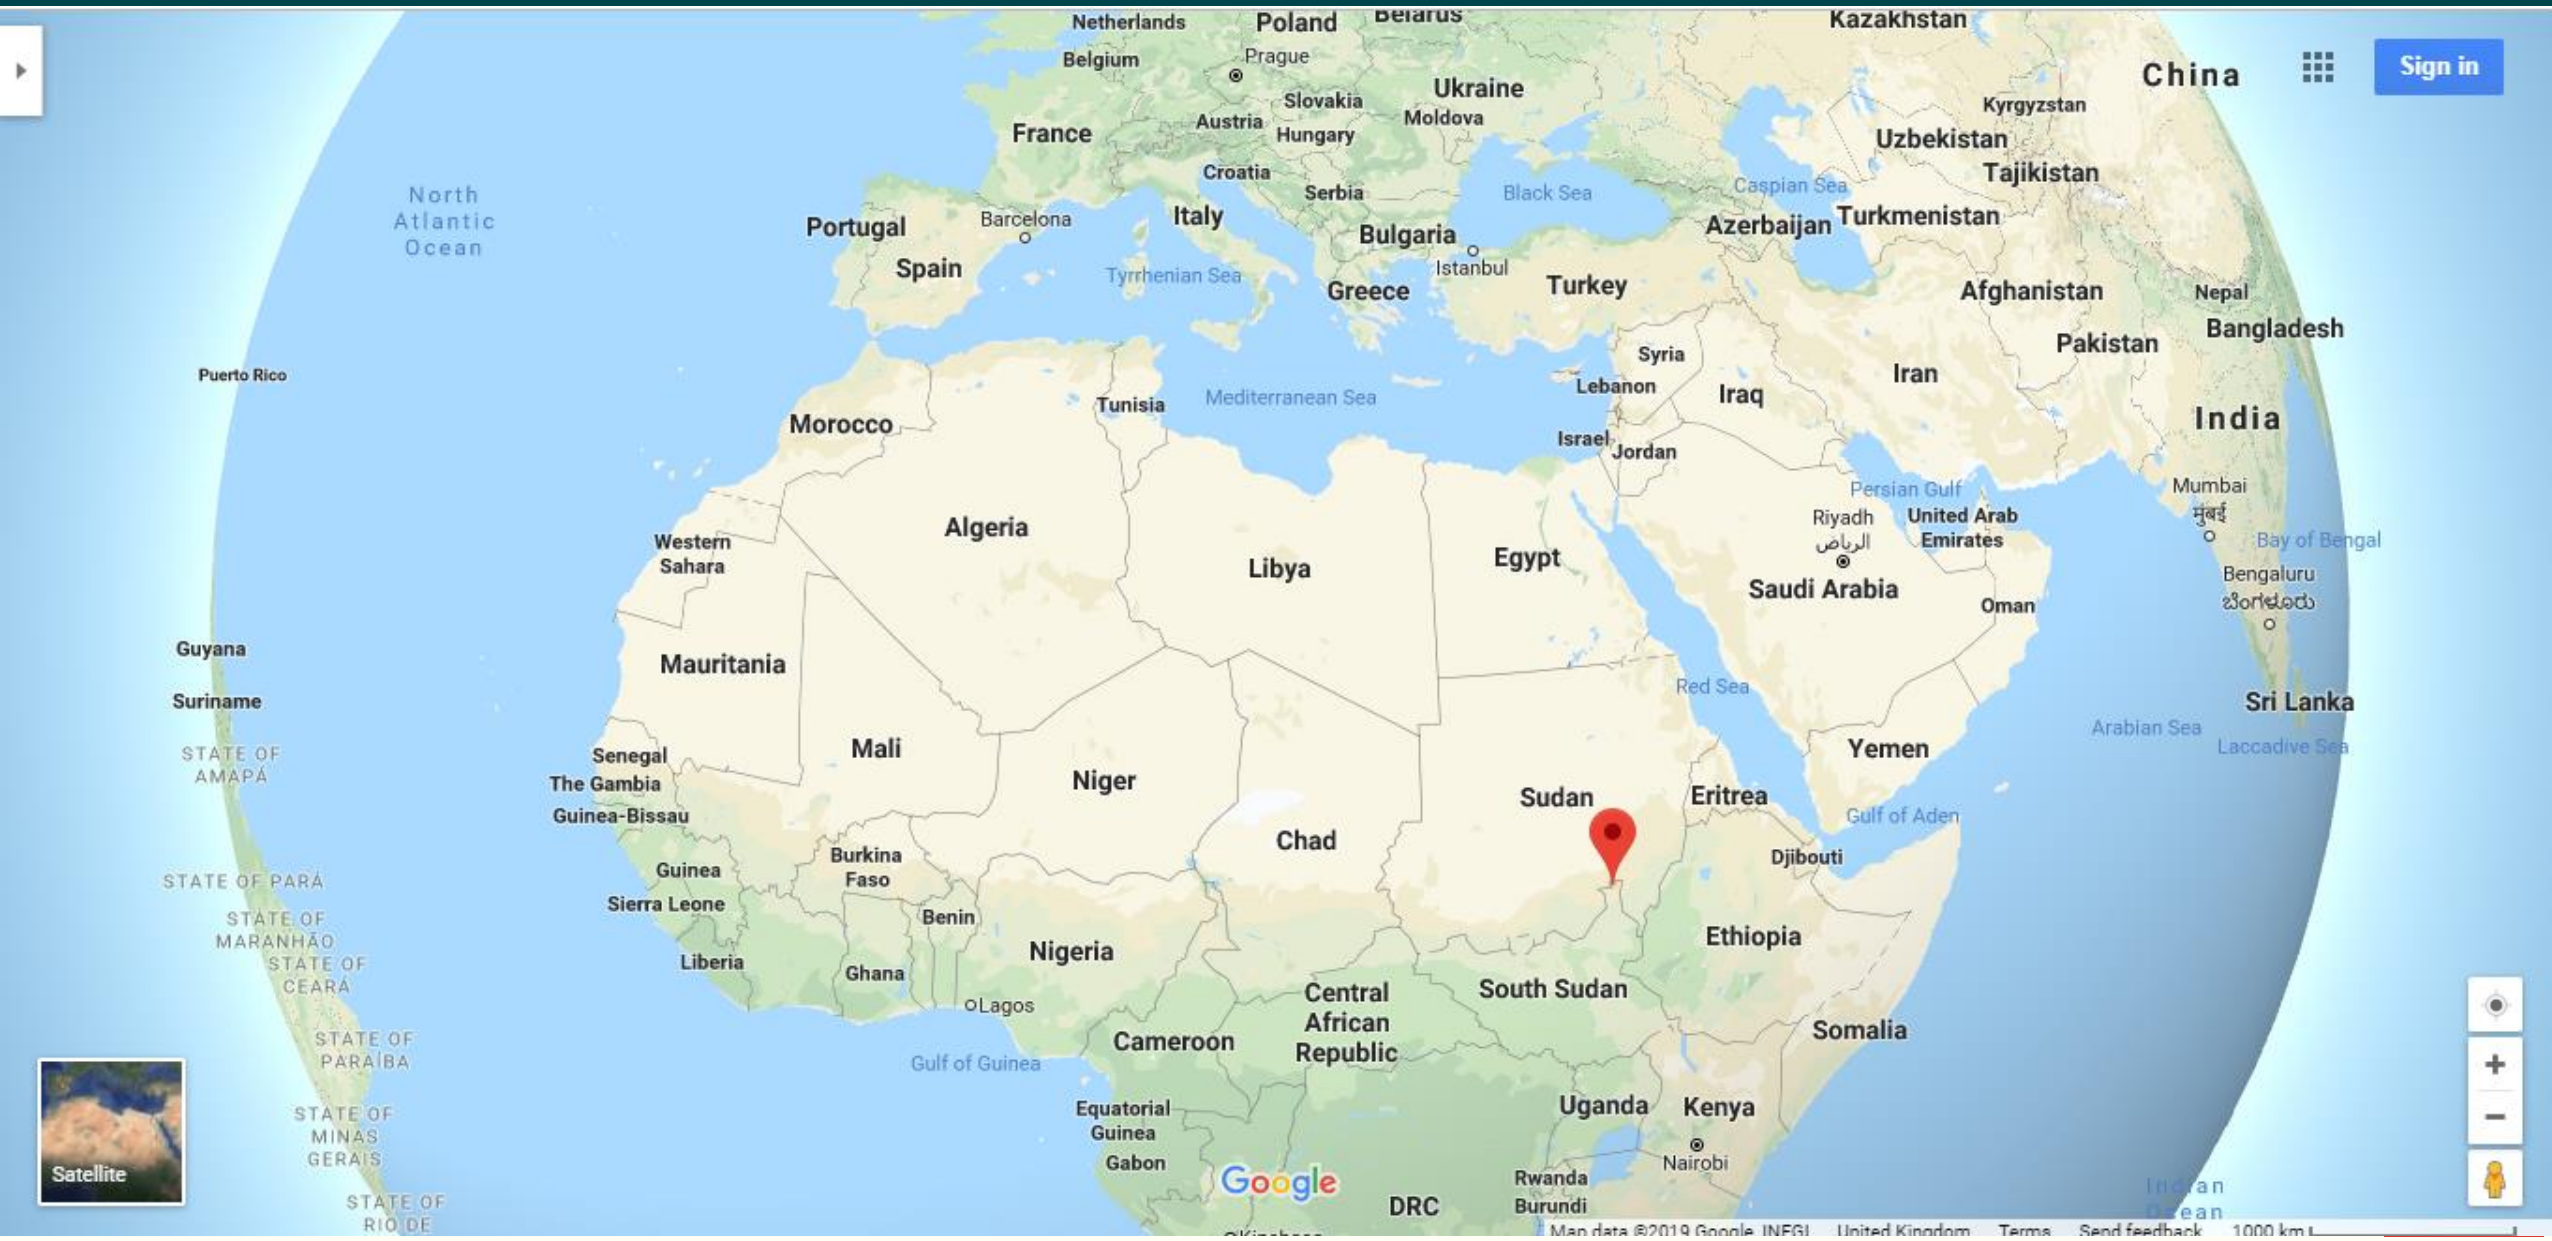 Netherlands
Poland
Belarus
Kazakhstan
Belgium
Prague
China
Sign in
Ukraine
Slovakia
Kyrgyzstan
Moldova
Austria
France
Hungary
Uzbekistan
Croatia
Tajikistan
North
Atlantic
Ocean
Serbia
Black Sea
Caspian Sea
Portugal
Barcelona
Italy
Bulgaria
Azerbaijan
Turkmenistan
Spain
Tyrrhenian Sea
Istanbul
Greece
Turkey
Afghanistan
Nepal
Bangladesh
Pakistan
Syria
Puerto Rico
Lebanon
Iraq
Iran
Tunisia
Mediterranean Sea
Morocco
India
Israel
Jordan
Persian Gulf
Mumbai
मुंबई
Riyadh
الرياض
United Arab
Emirates
Algeria
Western
Sahara
Libya
Egypt
Bay of Bengal
Bengaluru
ಬೆಂಗಳೂರು
Saudi Arabia
Oman
Guyana
Mauritania
Red Sea
Suriname
Sri Lanka
Arabian Sea
Laccadive Sea
STATE OF
AMAPÁ
Senegal
Mali
Yemen
The Gambia
Niger
Sudan
Eritrea
Guinea-Bissau
Gulf of Aden
Chad
Burkina
Faso
Djibouti
Guinea
STATE OF PARÁ
Sierra Leone
Benin
STATE OF
MARANHÃO
Nigeria
Ethiopia
STATE OF
CEARÁ
Liberia
Ghana
Central
African
Republic
South Sudan
Lagos
Somalia
STATE OF
PARAÍBA
Cameroon
Gulf of Guinea
Equatorial
Guinea
Uganda
Kenya
STATE OF
MINAS
GERAIS
Gabon
Nairobi
Satellite
Google
Rwanda
Burundi
DRC
Indian
Ocean
STATE OF
RIO DE
Kinshasa
Map data ©2019 Google, INEGI
United Kingdom
Terms
Send feedback
1000 km